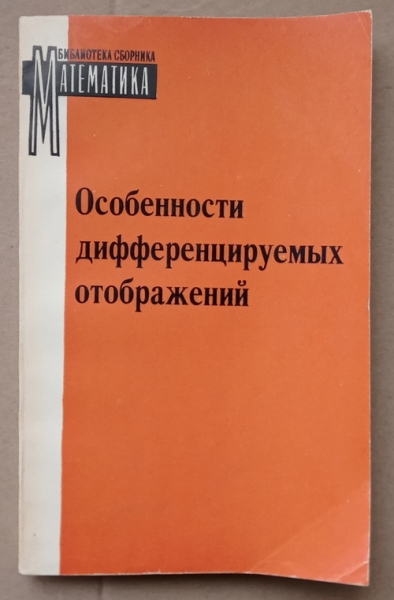 БИБЛИОТЕКА СБОРНИКА
МАТЕМАТИКА
Особенности
дифференцируемых
отображений